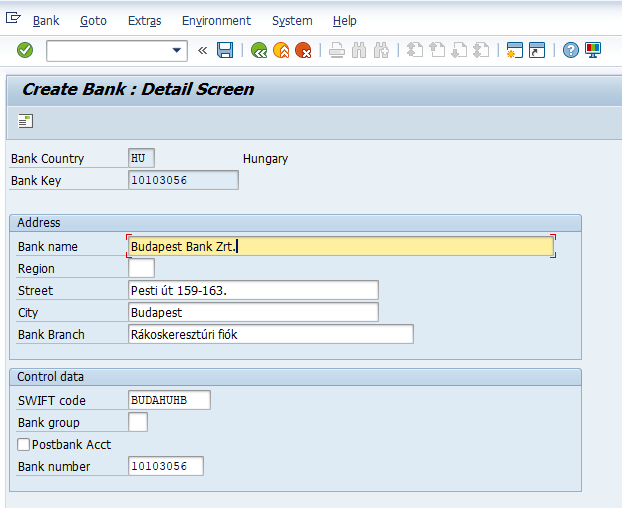 Bank Goto Extras Environment System Help
Create Bank : Detail Screen
Bank Country HU Hungary
Bank Key 10103056
Address
Bank name Budapest Bank Zrt.
Region
Street Pesti út 159-163.
City Budapest
Bank Branch Rákoskeresztúri fiók
Control data
SWIFT code BUDAHUHB
Bank group
Postbank Acct
Bank number 10103056